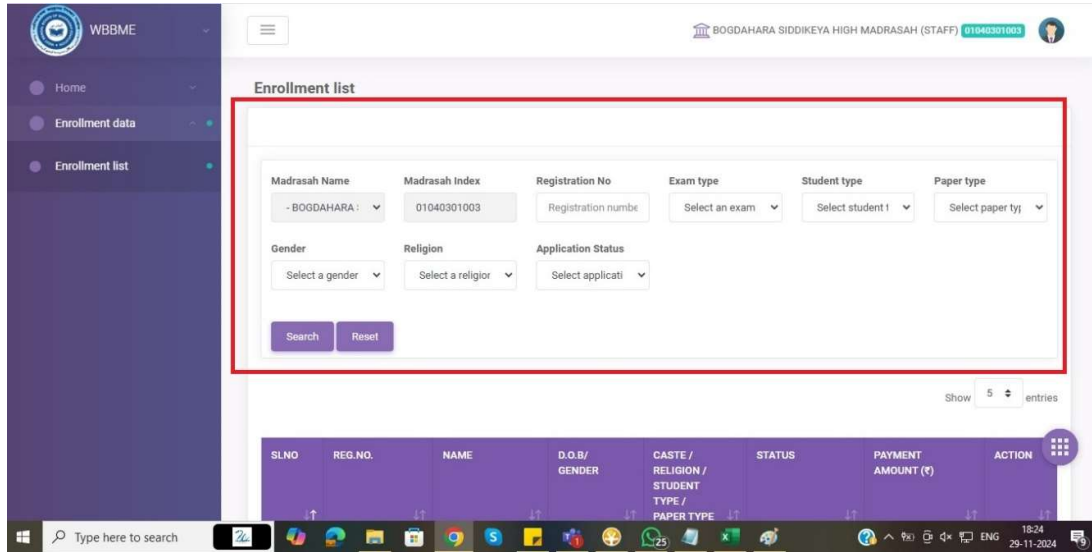 WBBME
BOGDAHARA SIDDIKEYA HIGH MADRASAH (STAFF) 01040301003
Home
Enrollment data
Enrollment list
Enrollment list
Madrasah Name Madrasah Index Registration No Exam type Student type Paper type
- BOGDAHARA 01040301003 Registration numbe Select an exam Select student Select paper typ
Gender Religion Application Status
Select a gender Select a religior Select applicati
Search Reset
Show 5 entries
SLNO REG.NO. NAME D.O.B/ CASTE / STATUS PAYMENT ACTION
GENDER RELIGION / AMOUNT (₹)
STUDENT
TYPE /
PAPER TYPE
Type here to search 25 ENG 18:24
29-11-2024